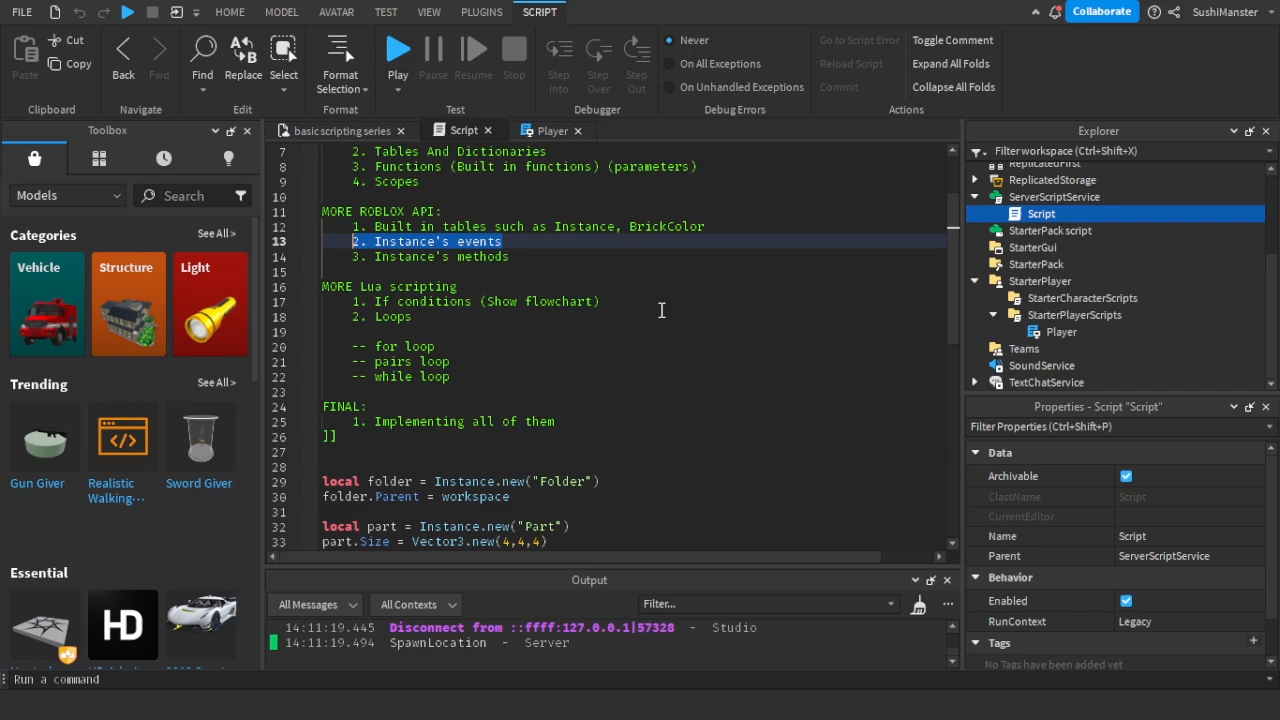 FILE HOME MODEL AVATAR TEST VIEW PLUGINS SCRIPT Collaborate SushiManster
Paste Cut Copy Clipboard
Back Fwd Navigate
Find Replace Select Edit
Format Selection Format
Play Pause Resume Stop Test
Step Into Step Over Step Out Debugger
Never
On All Exceptions
On Unhandled Exceptions
Debug Errors
Go to Script Error Toggle Comment
Reload Script Expand All Folds
Commit Collapse All Folds
Actions
Toolbox
Models Search
Categories See All >
Vehicle Structure Light
Trending See All >
Gun Giver Realistic Walking... Sword Giver
Essential See All >
HD
basic scripting series × Script × Player ×
7 2. Tables And Dictionaries
8 3. Functions (Built in functions) (parameters)
9 4. Scopes
10
11 MORE ROBLOX API:
12 1. Built in tables such as Instance, BrickColor
13 2. Instance's events
14 3. Instance's methods
15
16 MORE Lua scripting
17 1. If conditions (Show flowchart)
18 2. Loops
19
20 -- for loop
21 -- pairs loop
22 -- while loop
23
24 FINAL:
25 1. Implementing all of them
26 ]]
27
28
29 local folder = Instance.new("Folder")
30 folder.Parent = workspace
31
32 local part = Instance.new("Part")
33 part.Size = Vector3.new(4,4,4)
Output
All Messages All Contexts Filter...
14:11:19.445 Disconnect from ::ffff:127.0.0.1|57328 - Studio
14:11:19.494 SpawnLocation - Server
Explorer
Filter workspace (Ctrl+Shift+X)
ReplicatedFirst
ReplicatedStorage
ServerScriptService
Script
StarterPack script
StarterGui
StarterPack
StarterPlayer
StarterCharacterScripts
StarterPlayerScripts
Player
Teams
SoundService
TextChatService
Properties - Script "Script"
Filter Properties (Ctrl+Shift+P)
Data
Archivable
ClassName Script
CurrentEditor
Name Script
Parent ServerScriptService
Behavior
Enabled
RunContext Legacy
Tags
No Tags have been added yet
Run a command